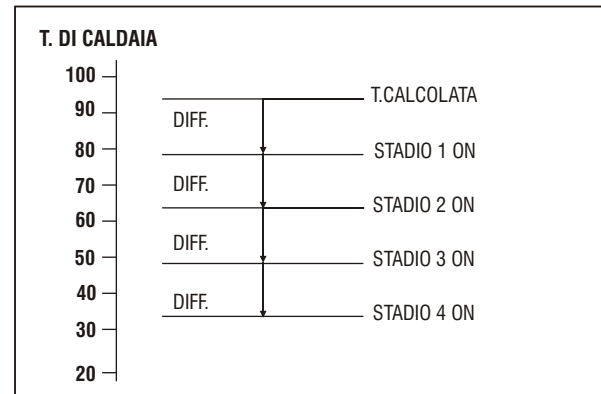 T. DI CALDAIA
100
90
80
70
60
50
40
30
20
DIFF.
DIFF.
DIFF.
DIFF.
T.CALCOLATA
STADIO 1 ON
STADIO 2 ON
STADIO 3 ON
STADIO 4 ON